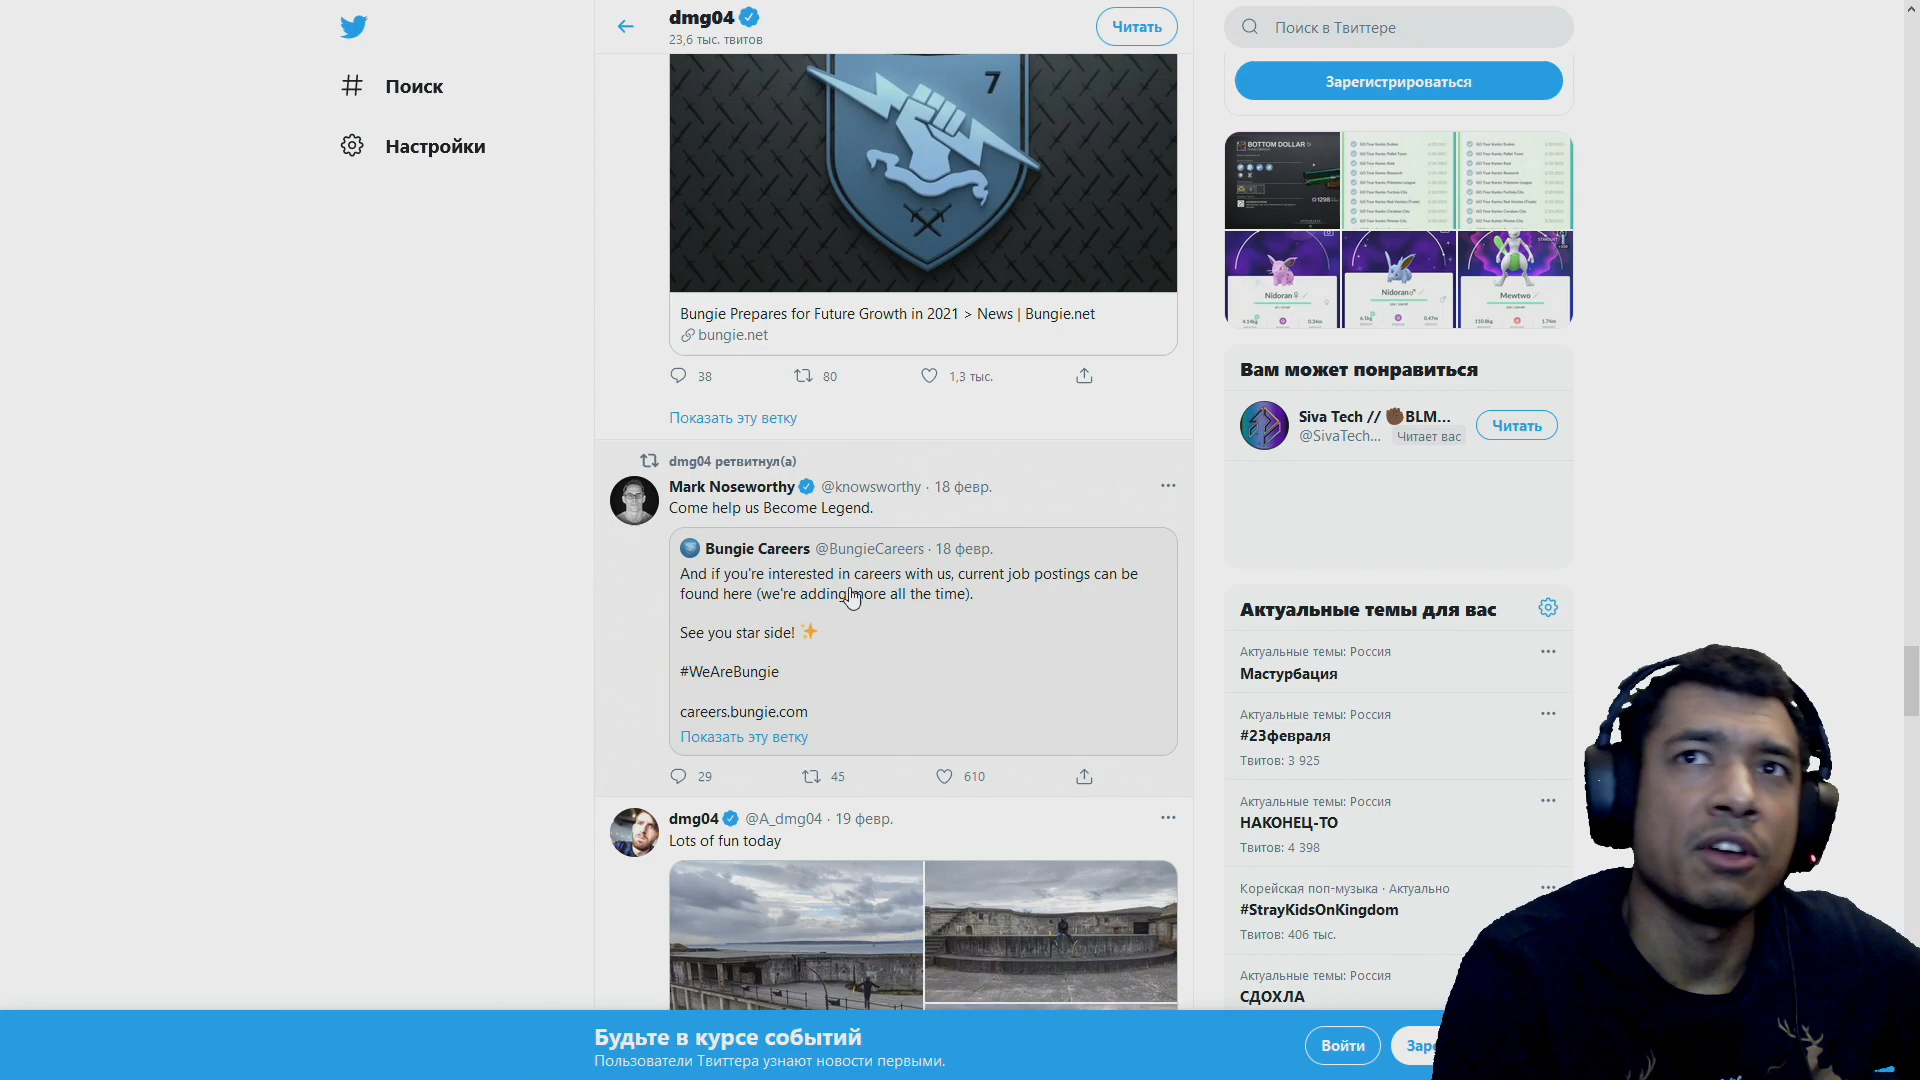 Поиск
Настройки
dmg04
23,6 тыс. твитов
Читать
7
Bungie Prepares for Future Growth in 2021 > News | Bungie.net
bungie.net
38
80
1,3 тыс.
Показать эту ветку
dmg04 ретвитнул(а)
Mark Noseworthy @knowsworthy · 18 февр.
Come help us Become Legend.
Bungie Careers @BungieCareers · 18 февр.
And if you're interested in careers with us, current job postings can be
found here (we're adding more all the time).
See you star side! ✨
#WeAreBungie
careers.bungie.com
Показать эту ветку
29
45
610
dmg04 @A_dmg04 · 19 февр.
Lots of fun today
Поиск в Твиттере
Зарегистрироваться
BOTTOM DOLLAR
1298
Nidoran♀
Nidoran♂
Mewtwo
Вам может понравиться
Siva Tech // ✊🏾BLM...
@SivaTech... Читает вас
Читать
Актуальные темы для вас
Актуальные темы: Россия
Мастурбация
Актуальные темы: Россия
#23февраля
Твитов: 3 925
Актуальные темы: Россия
НАКОНЕЦ-ТО
Твитов: 4 398
Корейская поп-музыка · Актуально
#StrayKidsOnKingdom
Твитов: 406 тыс.
Актуальные темы: Россия
СДОХЛА
Будьте в курсе событий
Пользователи Твиттера узнают новости первыми.
Войти
Заре